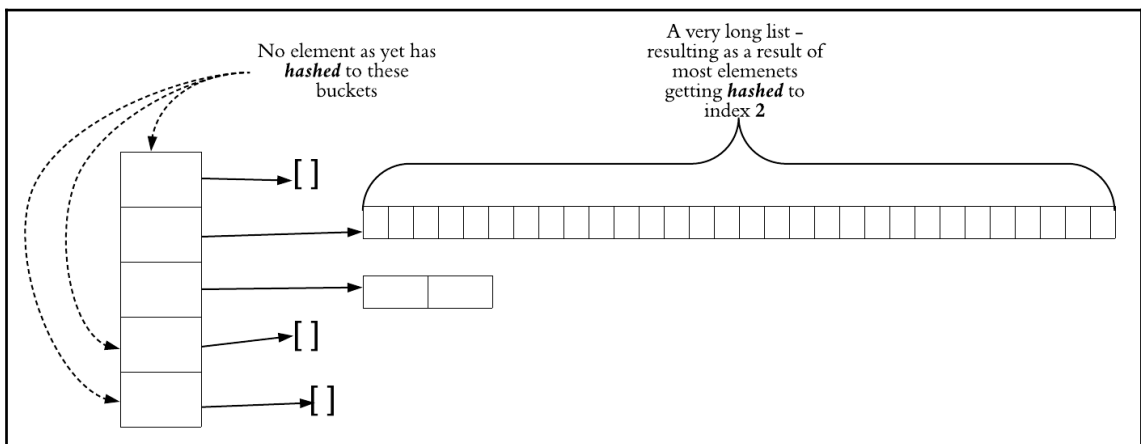 No element as yet has
hashed to these
buckets
A very long list –
resulting as a result of
most elemenets
getting hashed to
index 2
[ ]
[ ]
[ ]